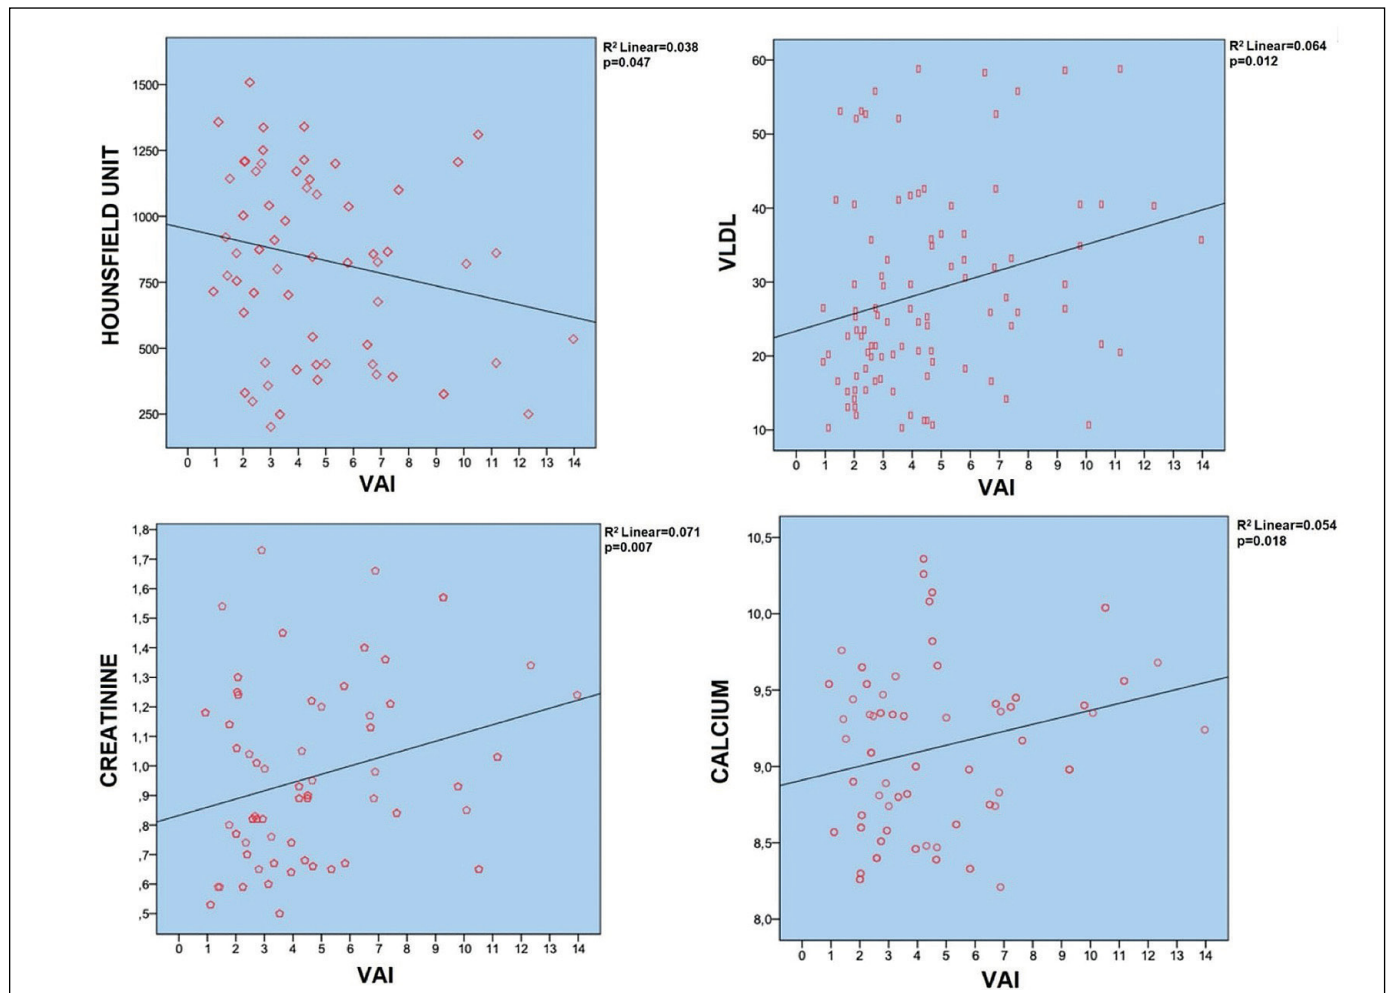 R² Linear=0.038
p=0.047
HOUNSFIELD UNIT
1500
1250
1000
750
500
250
0 1 2 3 4 5 6 7 8 9 10 11 12 13 14
VAI
R² Linear=0.064
p=0.012
VLDL
60
50
40
30
20
10
0 1 2 3 4 5 6 7 8 9 10 11 12 13 14
VAI
R² Linear=0.071
p=0.007
CREATININE
1,8
1,7
1,6
1,5
1,4
1,3
1,2
1,1
1,0
,9
,8
,7
,6
,5
0 1 2 3 4 5 6 7 8 9 10 11 12 13 14
VAI
R² Linear=0.054
p=0.018
CALCIUM
10,5
10,0
9,5
9,0
8,5
8,0
0 1 2 3 4 5 6 7 8 9 10 11 12 13 14
VAI